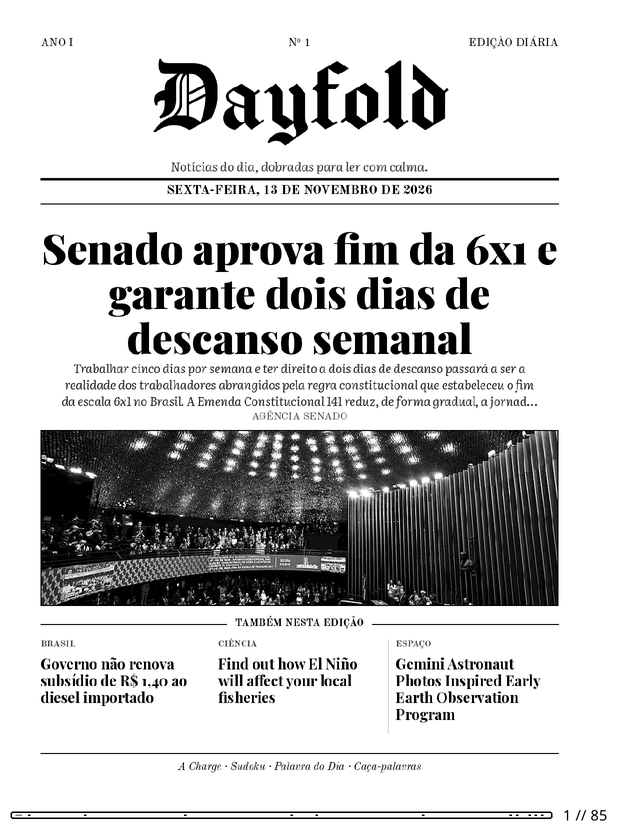 ANO I
Nº 1
EDIÇÃO DIÁRIA
Dayfold
Notícias do dia, dobradas para ler com calma.
SEXTA-FEIRA, 13 DE NOVEMBRO DE 2026
Senado aprova fim da 6x1 e
garante dois dias de
descanso semanal
Trabalhar cinco dias por semana e ter direito a dois dias de descanso passará a ser a
realidade dos trabalhadores abrangidos pela regra constitucional que estabeleceu o fim
da escala 6x1 no Brasil. A Emenda Constitucional 141 reduz, de forma gradual, a jornad...
AGÊNCIA SENADO
TAMBÉM NESTA EDIÇÃO
BRASIL
Governo não renova
subsídio de R$ 1,40 ao
diesel importado
CIÊNCIA
Find out how El Niño
will affect your local
fisheries
ESPAÇO
Gemini Astronaut
Photos Inspired Early
Earth Observation
Program
A Charge · Sudoku · Palavra do Dia · Caça-palavras
1 // 85